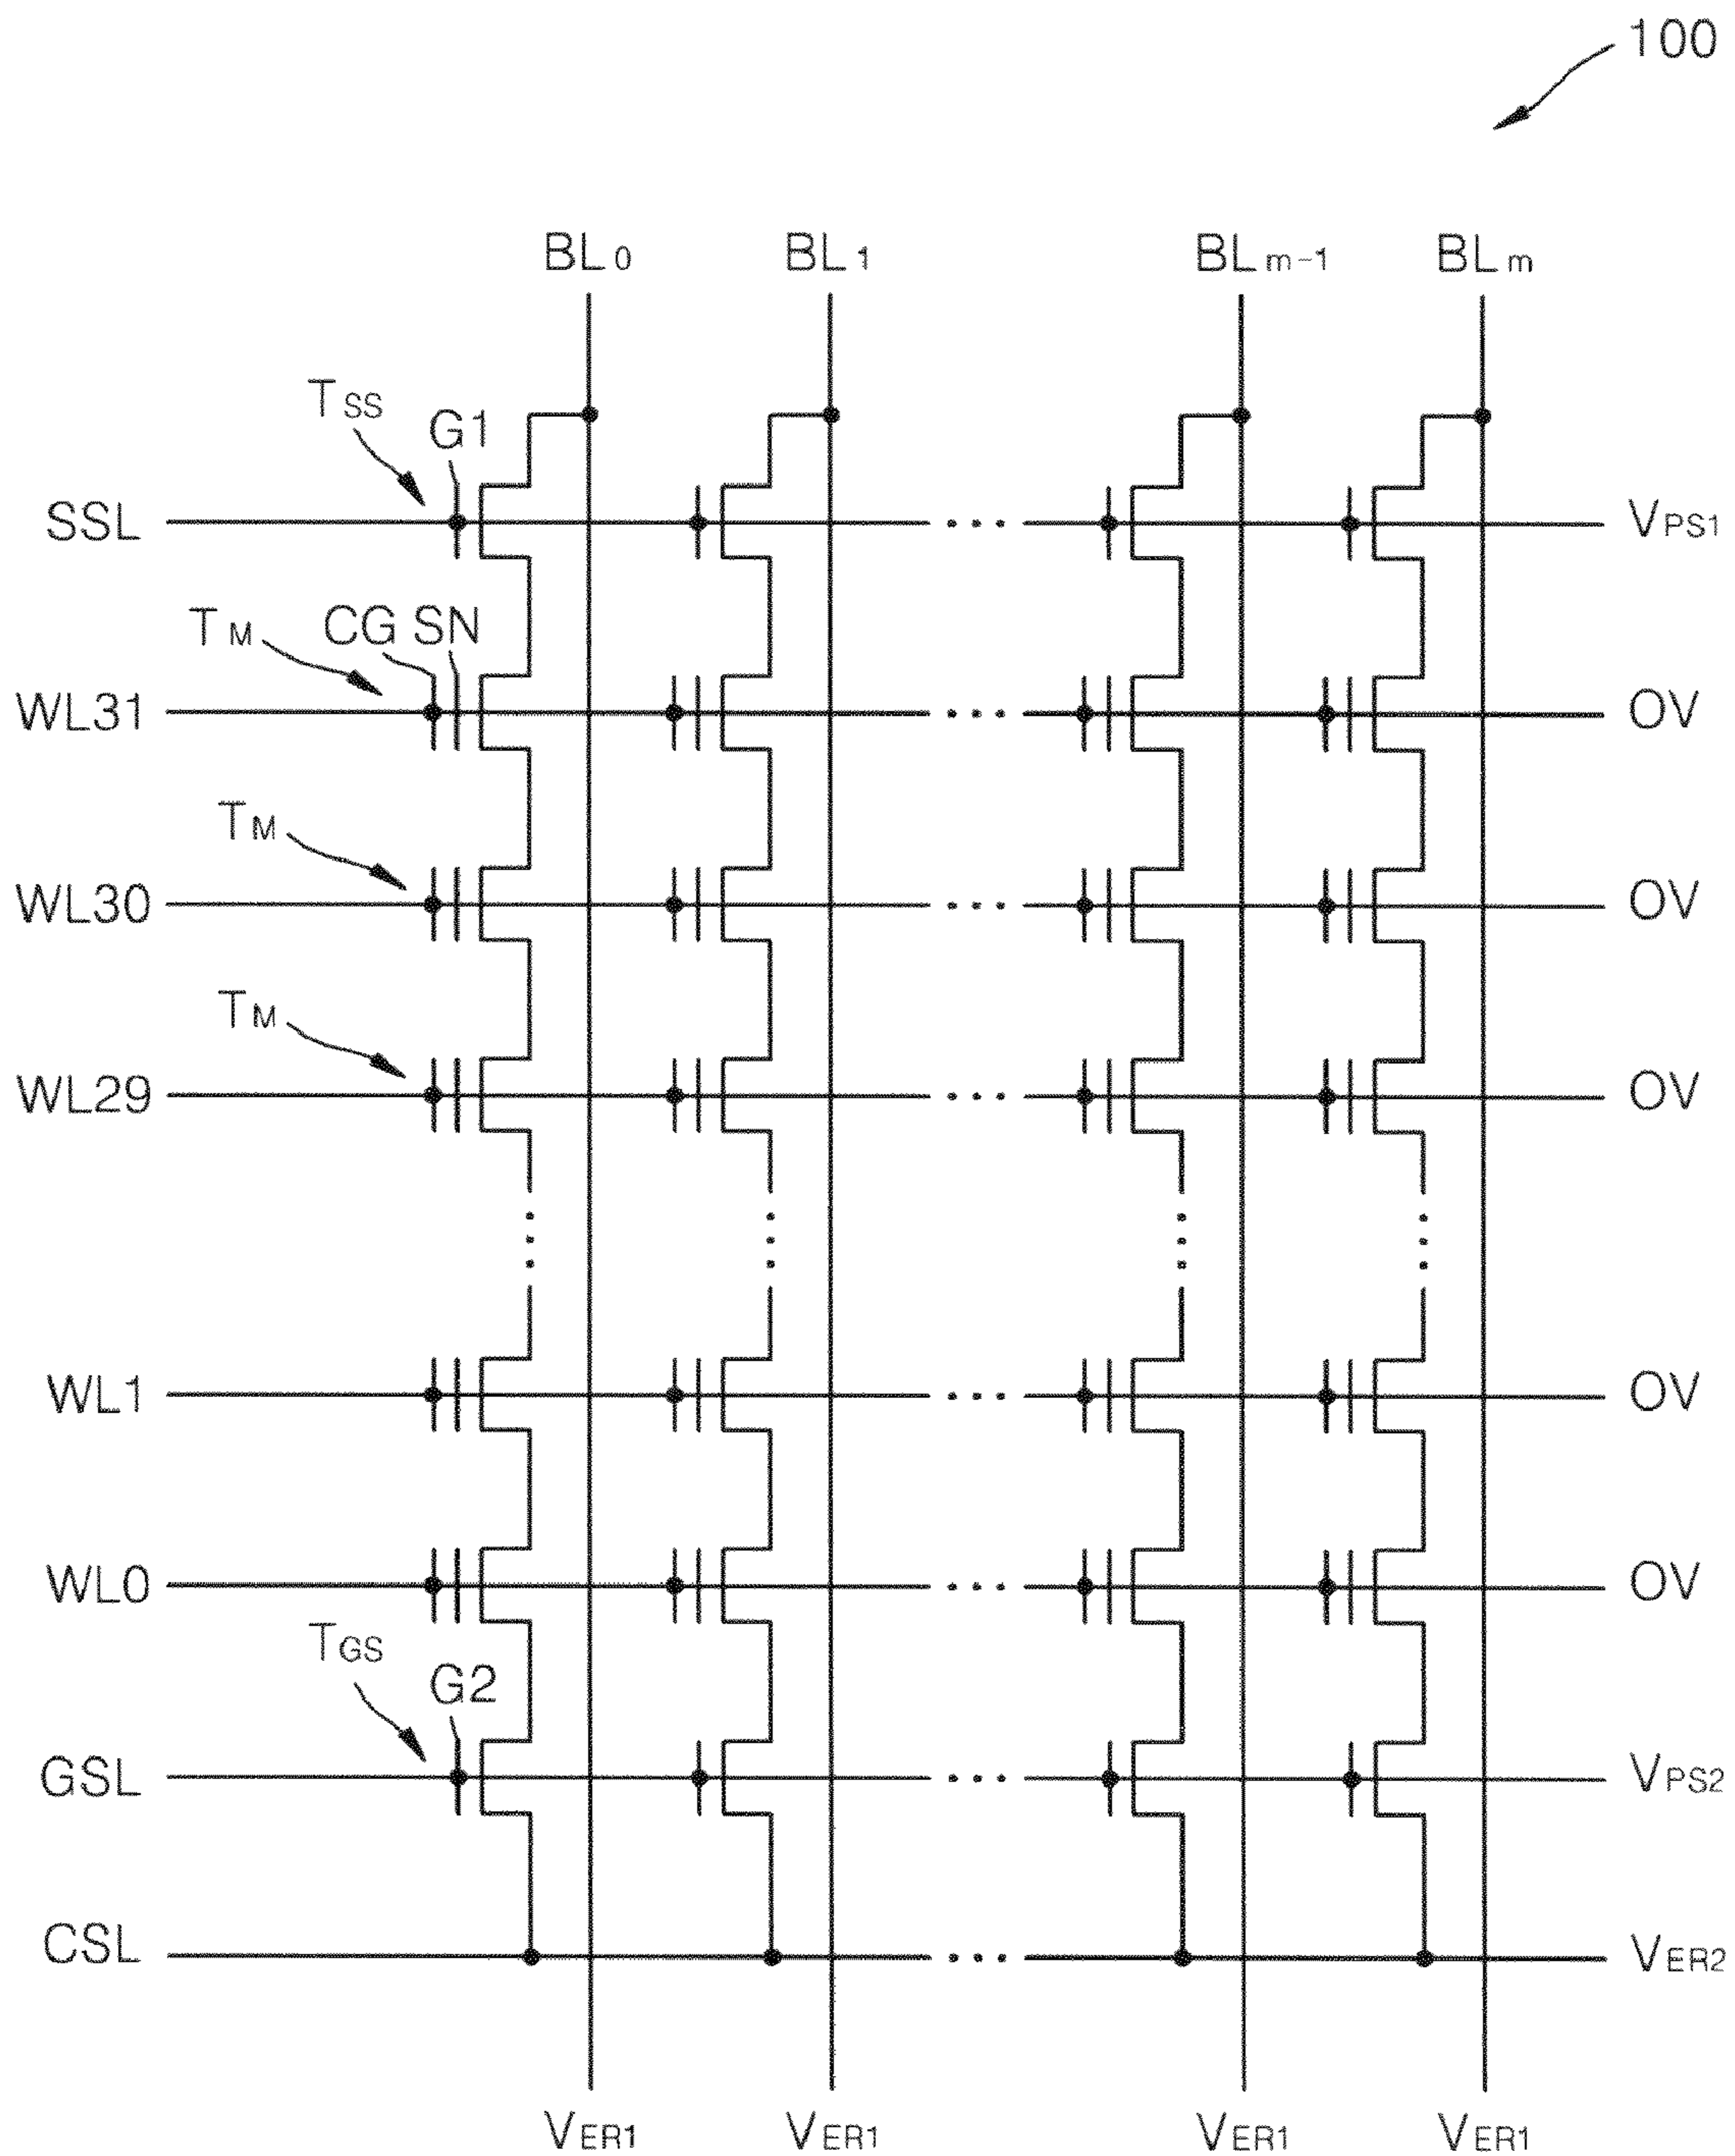 100
BL0 BL1 BLm-1 BLm
TSS G1
SSL VPS1
TM CG SN
WL31 0V
TM
WL30 0V
TM
WL29 0V
WL1 0V
WL0 0V
TGS G2
GSL VPS2
CSL VER2
VER1 VER1 VER1 VER1